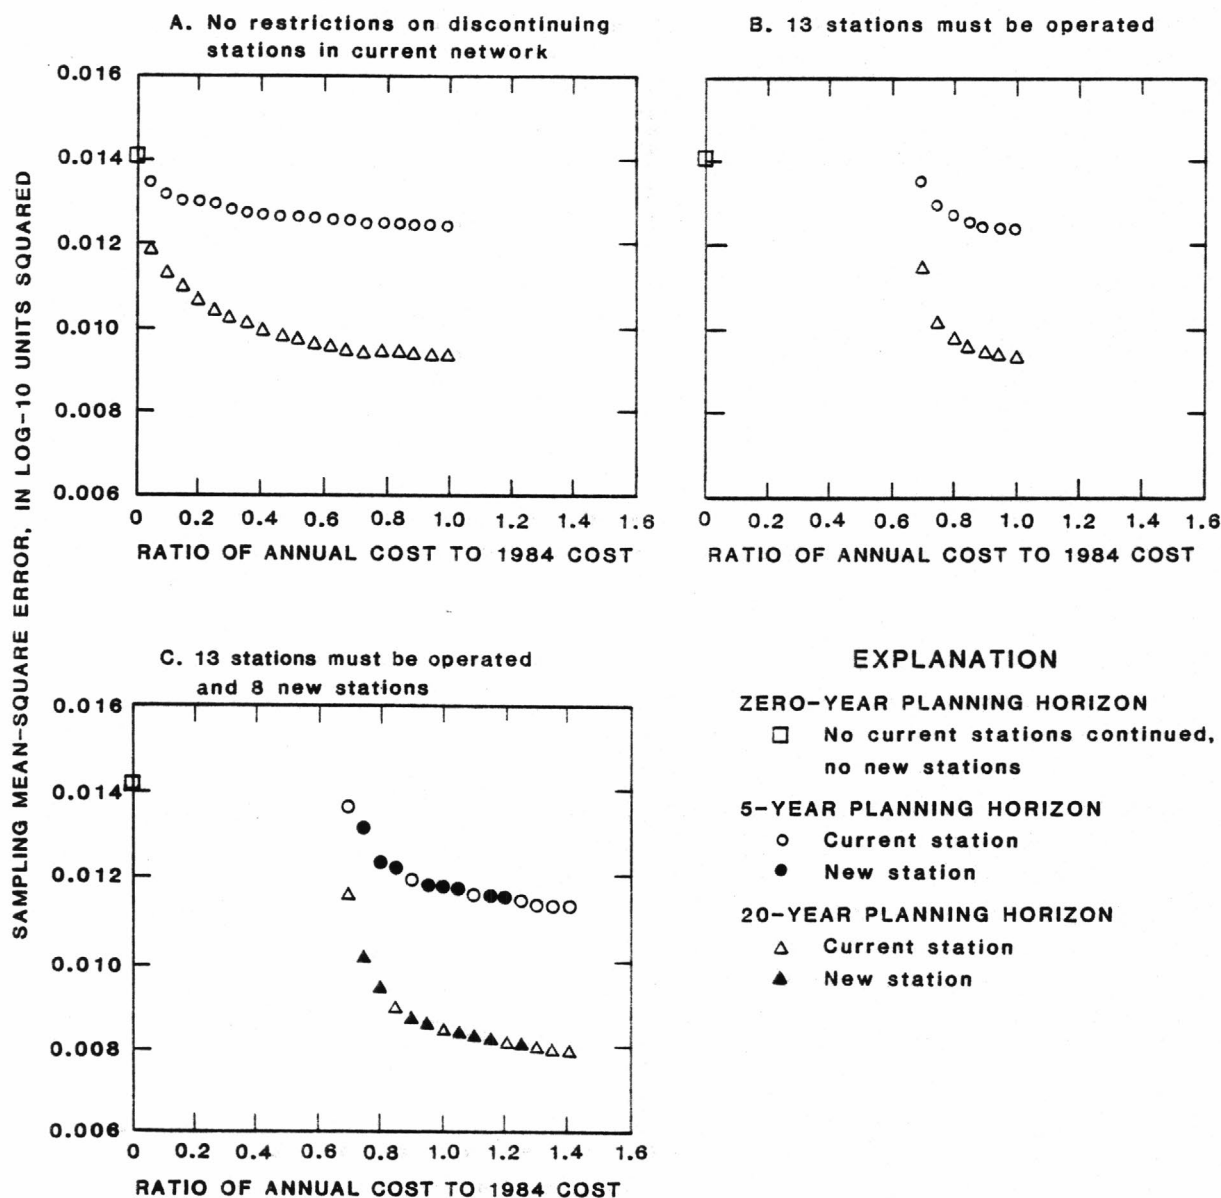 A. No restrictions on discontinuing
stations in current network
0.016
0.014
0.012
0.010
0.008
0.006
0 0.2 0.4 0.6 0.8 1.0 1.2 1.4 1.6
RATIO OF ANNUAL COST TO 1984 COST
B. 13 stations must be operated
0 0.2 0.4 0.6 0.8 1.0 1.2 1.4 1.6
RATIO OF ANNUAL COST TO 1984 COST
SAMPLING MEAN-SQUARE ERROR, IN LOG-10 UNITS SQUARED
C. 13 stations must be operated
and 8 new stations
0.016
0.014
0.012
0.010
0.008
0.006
0 0.2 0.4 0.6 0.8 1.0 1.2 1.4 1.6
RATIO OF ANNUAL COST TO 1984 COST
EXPLANATION
ZERO-YEAR PLANNING HORIZON
No current stations continued,
no new stations
5-YEAR PLANNING HORIZON
Current station
New station
20-YEAR PLANNING HORIZON
Current station
New station